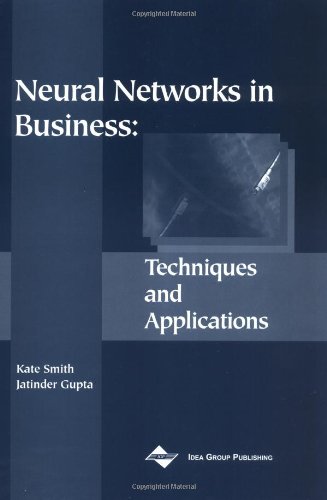 Neural Networks in
Business:
Techniques
and
Applications
Kate Smith
Jatinder Gupta
IDEA GROUP PUBLISHING